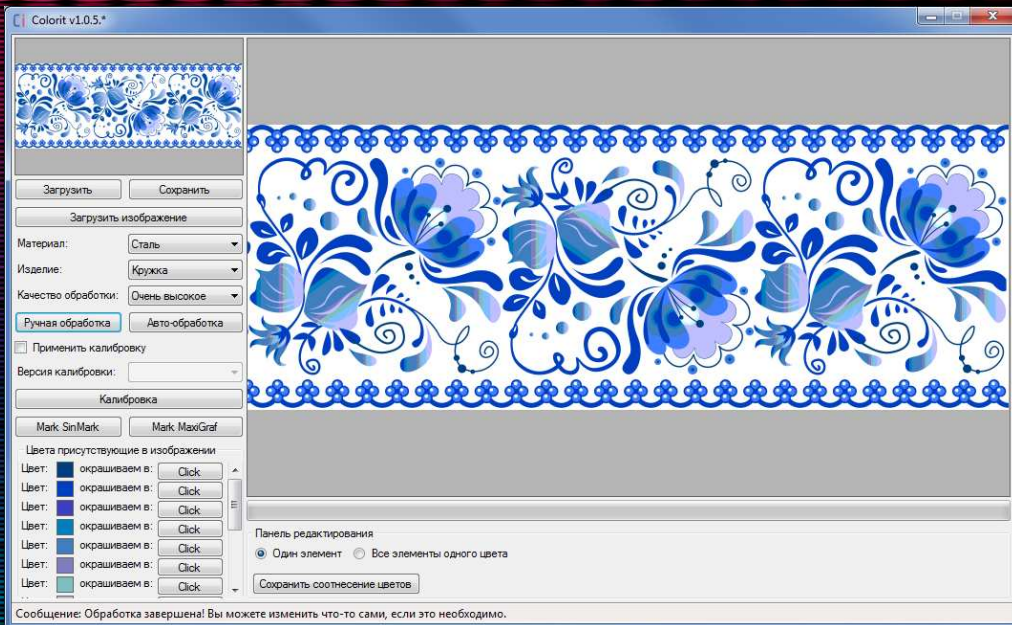 Ci Colorit v1.0.5.*
Загрузить Сохранить
Загрузить изображение
Материал: Сталь
Изделие: Кружка
Качество обработки: Очень высокое
Ручная обработка Авто-обработка
Применить калибровку
Версия калибровки:
Калибровка
Mark SinMark Mark MaxiGraf
Цвета присутствующие в изображении
Цвет: окрашиваем в: Click
Цвет: окрашиваем в: Click
Цвет: окрашиваем в: Click
Цвет: окрашиваем в: Click
Цвет: окрашиваем в: Click
Цвет: окрашиваем в: Click
Цвет: окрашиваем в: Click
Панель редактирования
Один элемент Все элементы одного цвета
Сохранить соотнесение цветов
Сообщение: Обработка завершена! Вы можете изменить что-то сами, если это необходимо.